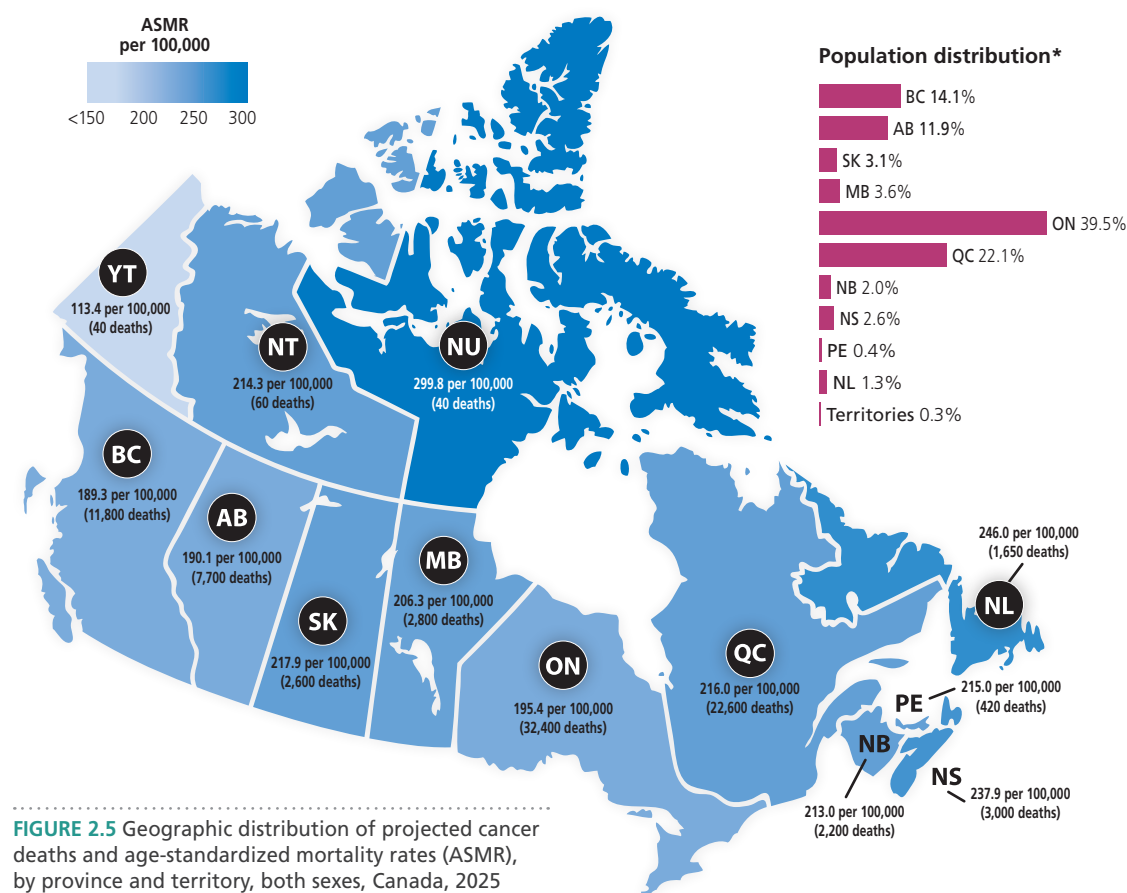 ASMR
per 100,000
<150 200 250 300
Population distribution*
BC 14.1%
AB 11.9%
SK 3.1%
MB 3.6%
ON 39.5%
QC 22.1%
NB 2.0%
NS 2.6%
PE 0.4%
NL 1.3%
Territories 0.3%
YT
113.4 per 100,000
(40 deaths)
NT
214.3 per 100,000
(60 deaths)
NU
299.8 per 100,000
(40 deaths)
BC
189.3 per 100,000
(11,800 deaths)
AB
190.1 per 100,000
(7,700 deaths)
SK
217.9 per 100,000
(2,600 deaths)
MB
206.3 per 100,000
(2,800 deaths)
ON
195.4 per 100,000
(32,400 deaths)
QC
216.0 per 100,000
(22,600 deaths)
246.0 per 100,000
(1,650 deaths)
NL
PE
215.0 per 100,000
(420 deaths)
NB
213.0 per 100,000
(2,200 deaths)
NS
237.9 per 100,000
(3,000 deaths)
FIGURE 2.5 Geographic distribution of projected cancer
deaths and age-standardized mortality rates (ASMR),
by province and territory, both sexes, Canada, 2025